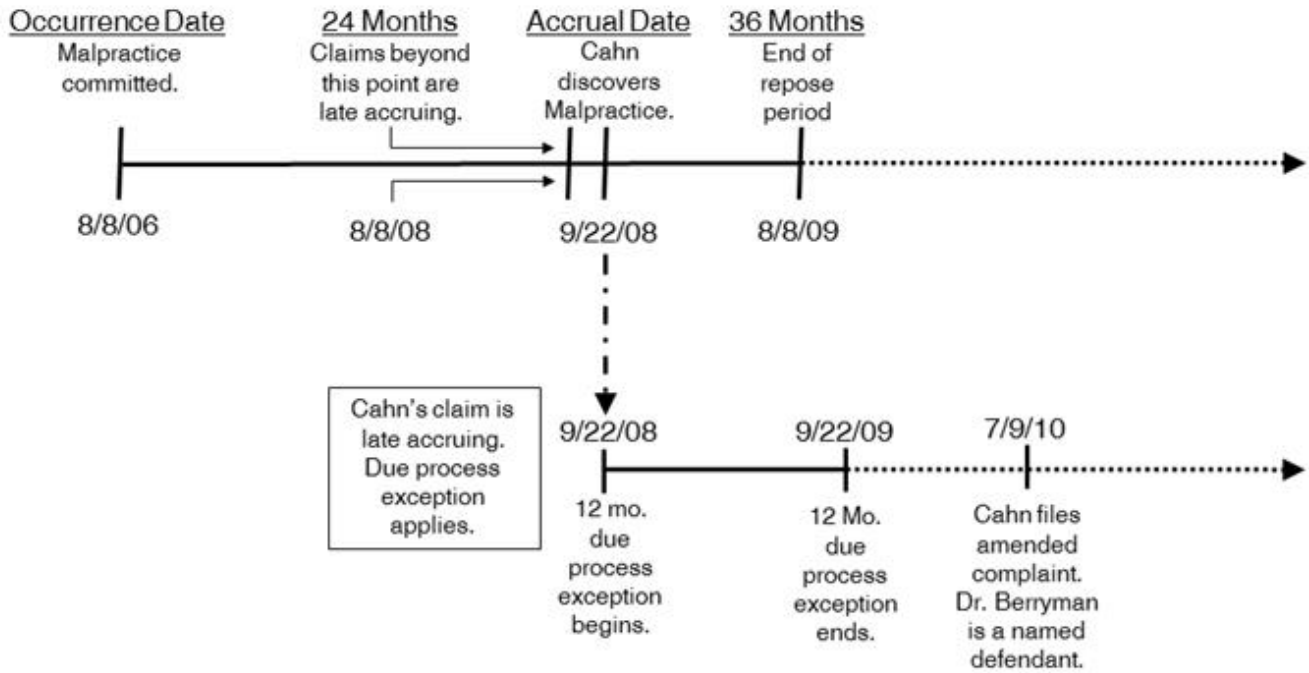 Occurrence Date
Malpractice
committed.
24 Months
Claims beyond
this point are
late accruing.
Accrual Date
Cahn
discovers
Malpractice.
36 Months
End of
repose
period
8/8/06
8/8/08
9/22/08
8/8/09
Cahn's claim is
late accruing.
Due process
exception
applies.
9/22/08
12 mo.
due
process
exception
begins.
9/22/09
12 Mo.
due
process
exception
ends.
7/9/10
Cahn files
amended
complaint.
Dr. Berryman
is a named
defendant.